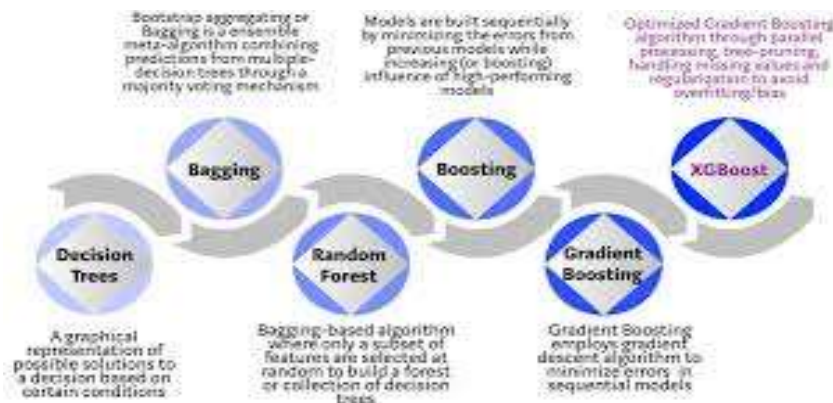 Bootstrap aggregating or
Bagging is a ensemble
meta-algorithm combining
predictions from multiple-
decision trees through a
majority voting mechanism
Models are built sequentially
by minimizing the errors from
previous models while
increasing (or boosting)
influence of high-performing
models
Optimized Gradient Boosting
algorithm through parallel
processing, tree-pruning,
handling missing values and
regularization to avoid
overfitting/bias
Bagging
Boosting
XGBoost
Decision
Trees
Random
Forest
Gradient
Boosting
A graphical
representation of
possible solutions to
a decision based on
certain conditions
Bagging-based algorithm
where only a subset of
features are selected at
random to build a forest
or collection of decision
trees
Gradient Boosting
employs gradient
descent algorithm to
minimize errors in
sequential models